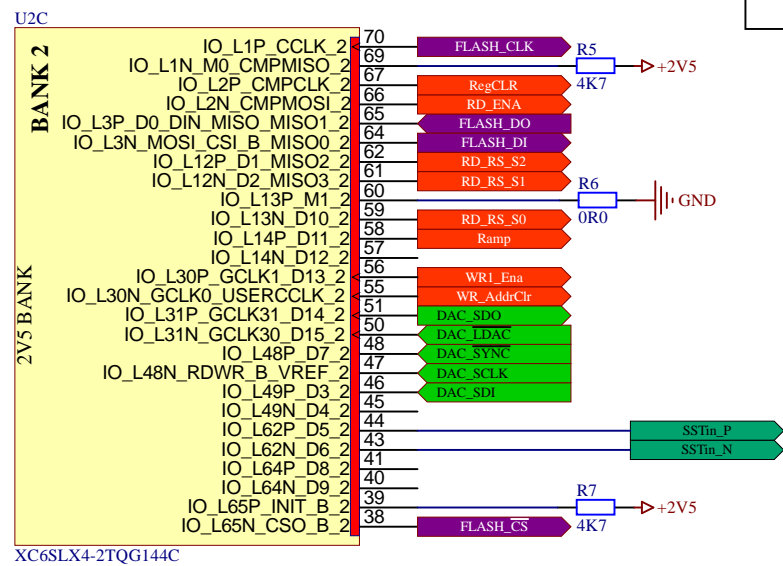 U2C
BANK 2
2V5 BANK
IO_L1P_CCLK_2 70 FLASH_CLK
IO_L1N_M0_CMPMISO_2 69 R5 4K7 +2V5
IO_L2P_CMPCLK_2 67 RegCLR
IO_L2N_CMPMOSI_2 66 RD_ENA
IO_L3P_D0_DIN_MISO_MISO1_2 65 FLASH_DO
IO_L3N_MOSI_CSI_B_MISO0_2 64 FLASH_DI
IO_L12P_D1_MISO2_2 62 RD_RS_S2
IO_L12N_D2_MISO3_2 61 RD_RS_S1
IO_L13P_M1_2 60 R6 0R0 GND
IO_L13N_D10_2 59 RD_RS_S0
IO_L14P_D11_2 58 Ramp
IO_L14N_D12_2 57
IO_L30P_GCLK1_D13_2 56 WR1_Ena
IO_L30N_GCLK0_USERCCLK_2 55 WR_AddrClr
IO_L31P_GCLK31_D14_2 51 DAC_SDO
IO_L31N_GCLK30_D15_2 50 DAC_LDAC
IO_L48P_D7_2 48 DAC_SYNC
IO_L48N_RDWR_B_VREF_2 47 DAC_SCLK
IO_L49P_D3_2 46 DAC_SDI
IO_L49N_D4_2 45
IO_L62P_D5_2 44 SSTin_P
IO_L62N_D6_2 43 SSTin_N
IO_L64P_D8_2 41
IO_L64N_D9_2 40
IO_L65P_INIT_B_2 39 R7 4K7 +2V5
IO_L65N_CSO_B_2 38 FLASH_CS
XC6SLX4-2TQG144C